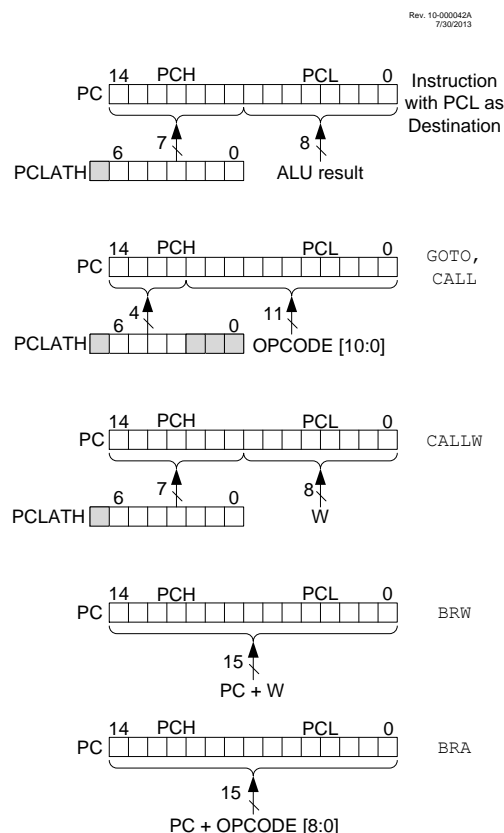 Rev. 10-000042A
7/30/2013
14 PCH PCL 0
PC
Instruction
with PCL as
Destination
7 8
6 0
PCLATH
ALU result
14 PCH PCL 0
PC
GOTO,
CALL
4 11
6 0
PCLATH
OPCODE [10:0]
14 PCH PCL 0
PC
CALLW
7 8
6 0
PCLATH
W
14 PCH PCL 0
PC
BRW
15
PC + W
14 PCH PCL 0
PC
BRA
15
PC + OPCODE [8:0]